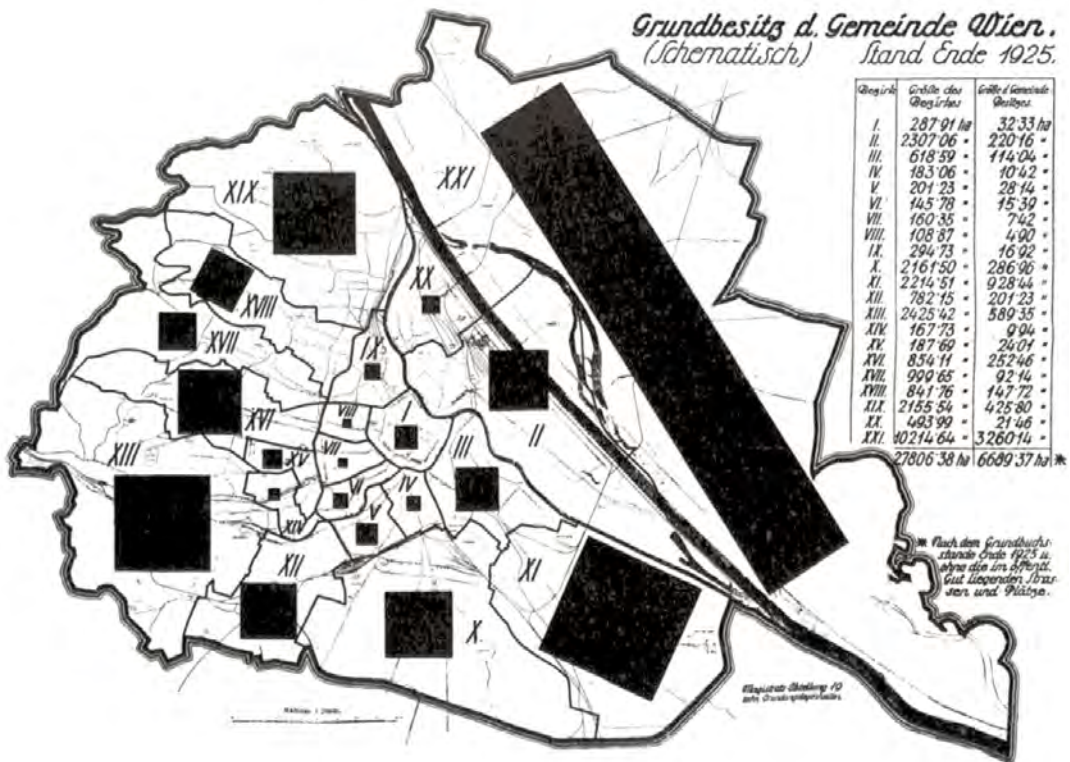 Grundbesitz d. Gemeinde Wien.
(Schematisch) Stand Ende 1925.
Bezirk Größe des Bezirkes Größe d. Gemeinde Besitzes
I. 287·91 ha 32·33 ha
II. 2307·06 " 220·16 "
III. 618·59 " 114·04 "
IV. 183·06 " 10·42 "
V. 201·23 " 28·14 "
VI. 145·78 " 15·39 "
VII. 160·35 " 7·42 "
VIII. 108·87 " 4·90 "
IX. 294·73 " 16·92 "
X. 2161·50 " 286·96 "
XI. 2214·51 " 928·44 "
XII. 782·15 " 201·23 "
XIII. 2425·42 " 589·35 "
XIV. 167·73 " 9·94 "
XV. 187·69 " 24·01 "
XVI. 854·11 " 252·46 "
XVII. 999·65 " 92·14 "
XVIII. 841·76 " 147·72 "
XIX. 2155·54 " 425·80 "
XX. 493·99 " 21·46 "
XXI. 10214·64 " 3260·14 "
27806·38 ha 6689·37 ha *
XIX
XXI
XX
XVIII
XVII
IX
XVI
VIII
I
II
XIII
XV
VII
III
VI
IV
XIV
V
XII
XI
X.
* Nach dem Grundbuchs-
stande Ende 1925 u.
ohne die im öffentl.
Gut liegenden Stras-
sen und Plätze.
Magistrats-Abteilung